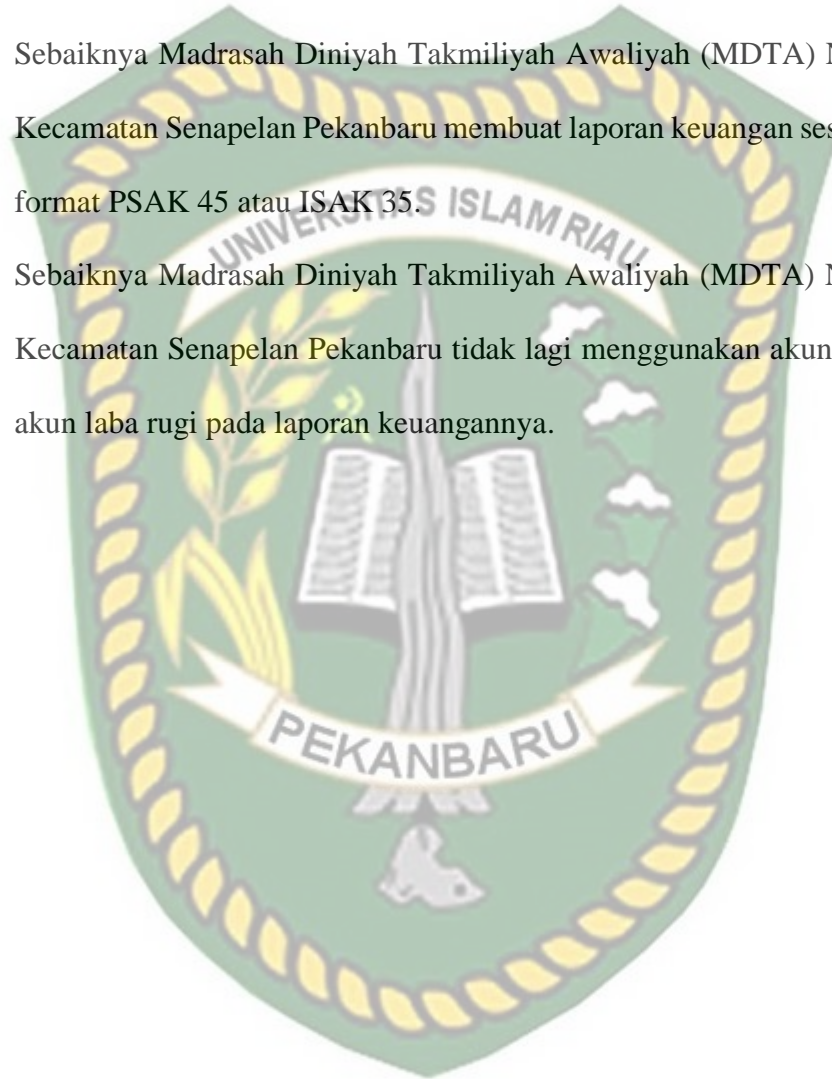 Sebaiknya Madrasah Diniyah Takmiliyah Awaliyah (MDTA)
Kecamatan Senapelan Pekanbaru membuat laporan keuangan
format PSAK 45 atau ISAK 35.
UNIVERSITAS ISLAM RIAU
Sebaiknya Madrasah Diniyah Takmiliyah Awaliyah (MDTA)
Kecamatan Senapelan Pekanbaru tidak lagi menggunakan akun
akun laba rugi pada laporan keuangannya.
PEKANBARU